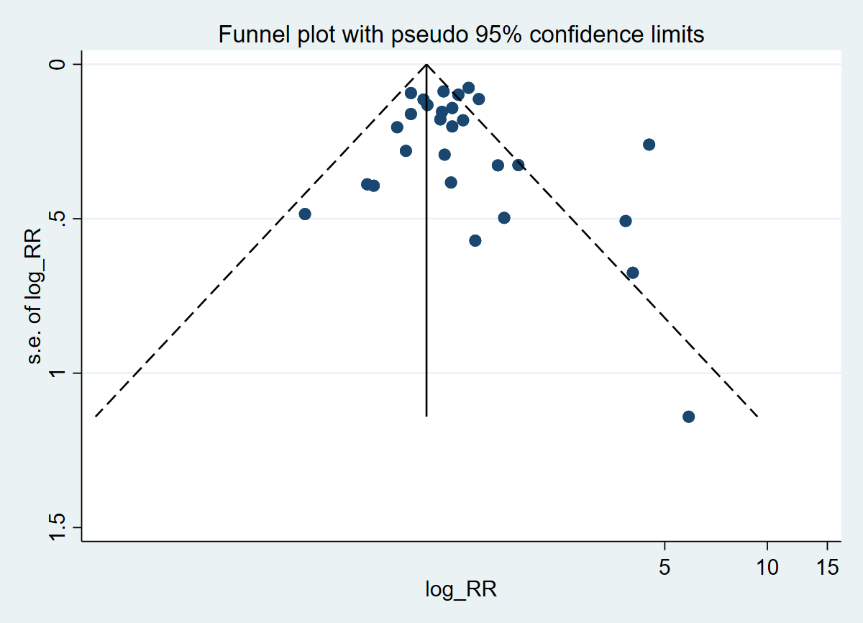 Funnel plot with pseudo 95% confidence limits
0
.5
1
1.5
s.e. of log_RR
5 10 15
log_RR